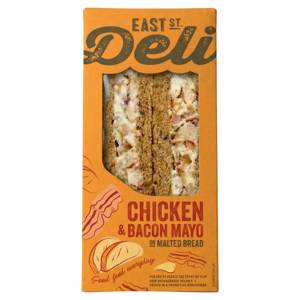 EAST ST.
Deli
CHICKEN
& BACON MAYO
ON MALTED BREAD
Good food everyday